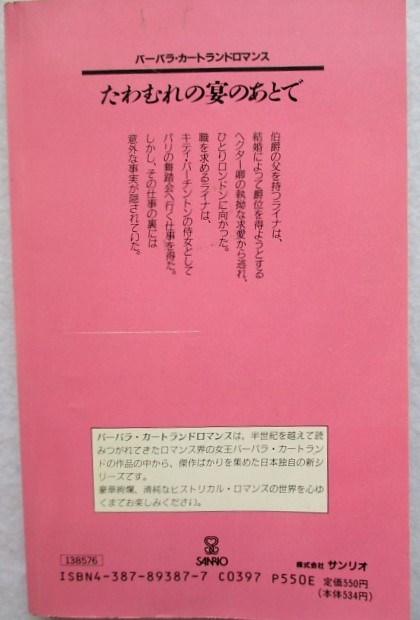 バーバラ・カートランドロマンス
たわむれの宴のあとで
伯爵の父を持つライナは、
結婚によって爵位を得ようとする
ヘクター卿の執拗な求愛から逃れ、
ひとりロンドンに向かった。
職を求めるライナは、
キティ・バーチントンの侍女として
パリの舞踏会へ行く仕事を得た。
しかし、その仕事の裏には
意外な事実が隠されていた。
バーバラ・カートランドロマンスは、半世紀を越えて読
みつがれてきたロマンス界の女王バーバラ・カートラン
ドの作品の中から、傑作ばかりを集めた日本独自の新シ
リーズです。
豪華絢爛、清純なヒストリカル・ロマンスの世界を心ゆ
くまでお楽しみください。
138576
SANRIO
株式会社 サンリオ
ISBN4-387-89387-7 C0397 P550E 定価550円
(本体534円)